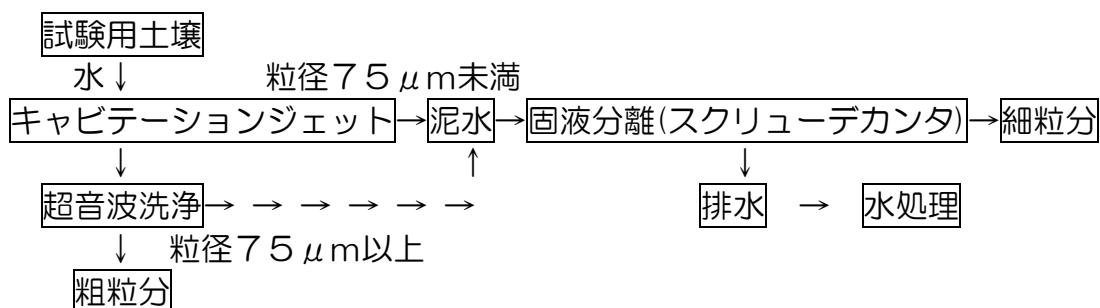 試験用土壌
水↓ 粒径75μm未満
キャビテーションジェット→泥水→固液分離(スクリューデカンタ)→細粒分
↓ ↑ ↓
超音波洗浄→ → → → → → 排水 → 水処理
↓ 粒径75μm以上
粗粒分